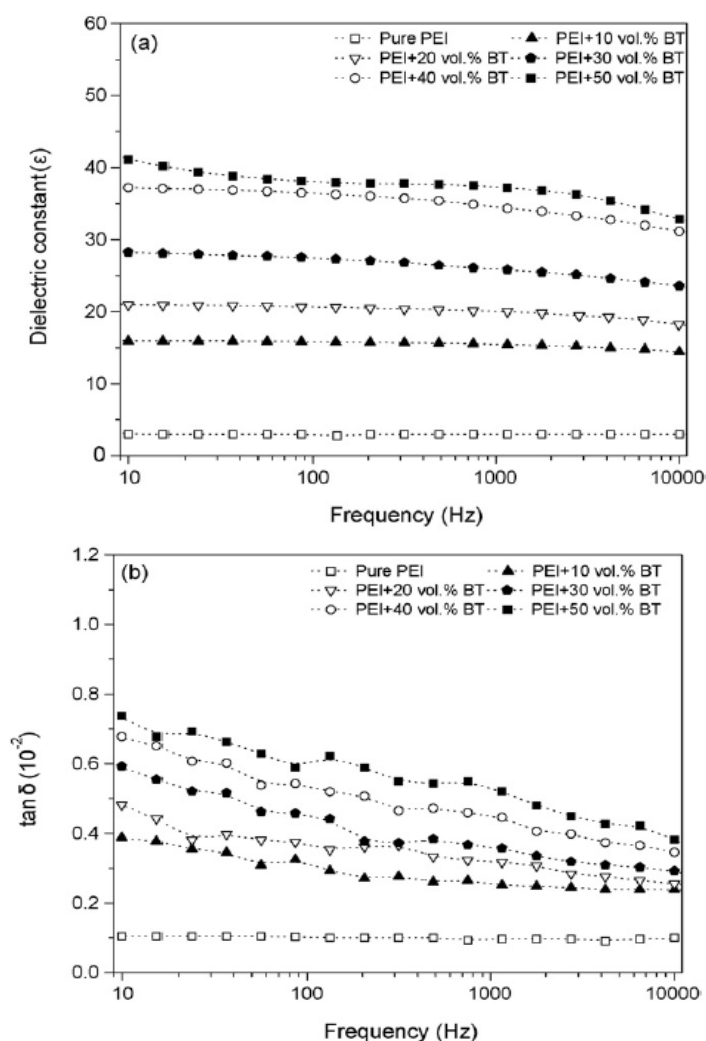 (a)
Pure PEI
PEI+10 vol.% BT
PEI+20 vol.% BT
PEI+30 vol.% BT
PEI+40 vol.% BT
PEI+50 vol.% BT
60
50
40
30
20
10
0
Dielectric constant (ε)
10
100
1000
10000
Frequency (Hz)
(b)
Pure PEI
PEI+10 vol.% BT
PEI+20 vol.% BT
PEI+30 vol.% BT
PEI+40 vol.% BT
PEI+50 vol.% BT
1.2
1.0
0.8
0.6
0.4
0.2
0.0
tan δ (10⁻²)
10
100
1000
10000
Frequency (Hz)